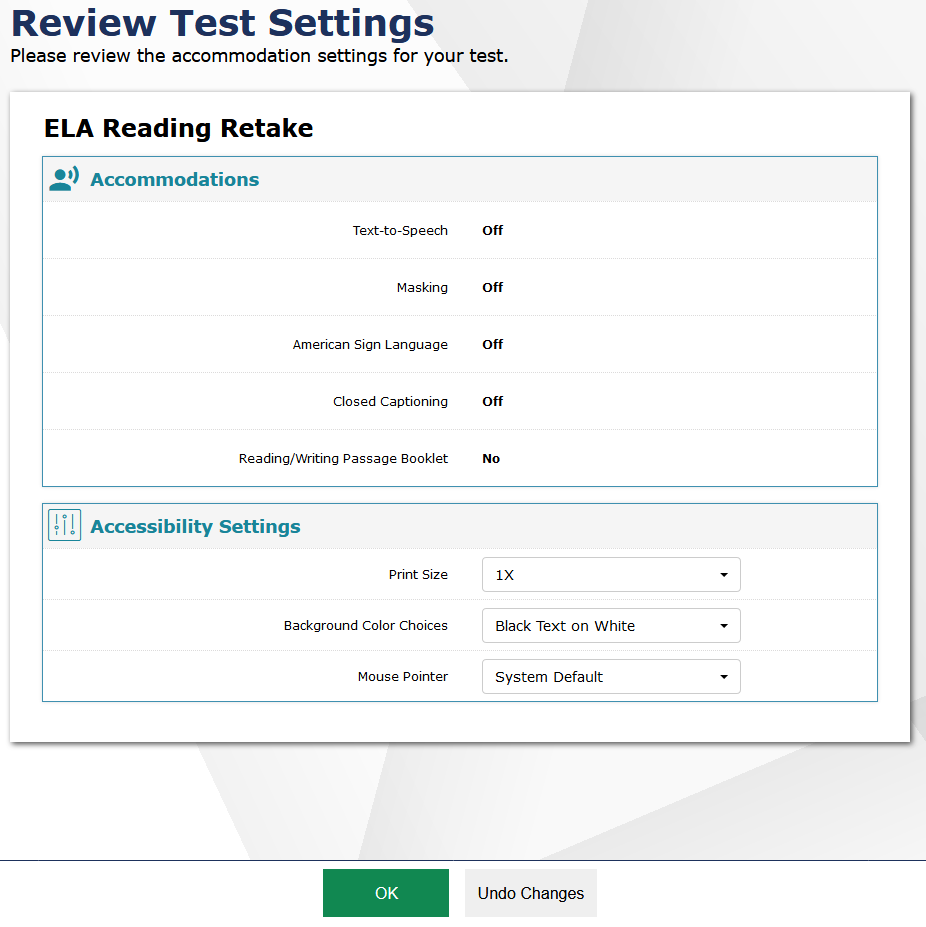 Review Test Settings
Please review the accommodation settings for your test.
ELA Reading Retake
Accommodations
Text-to-Speech Off
Masking Off
American Sign Language Off
Closed Captioning Off
Reading/Writing Passage Booklet No
Accessibility Settings
Print Size 1X
Background Color Choices Black Text on White
Mouse Pointer System Default
OK Undo Changes